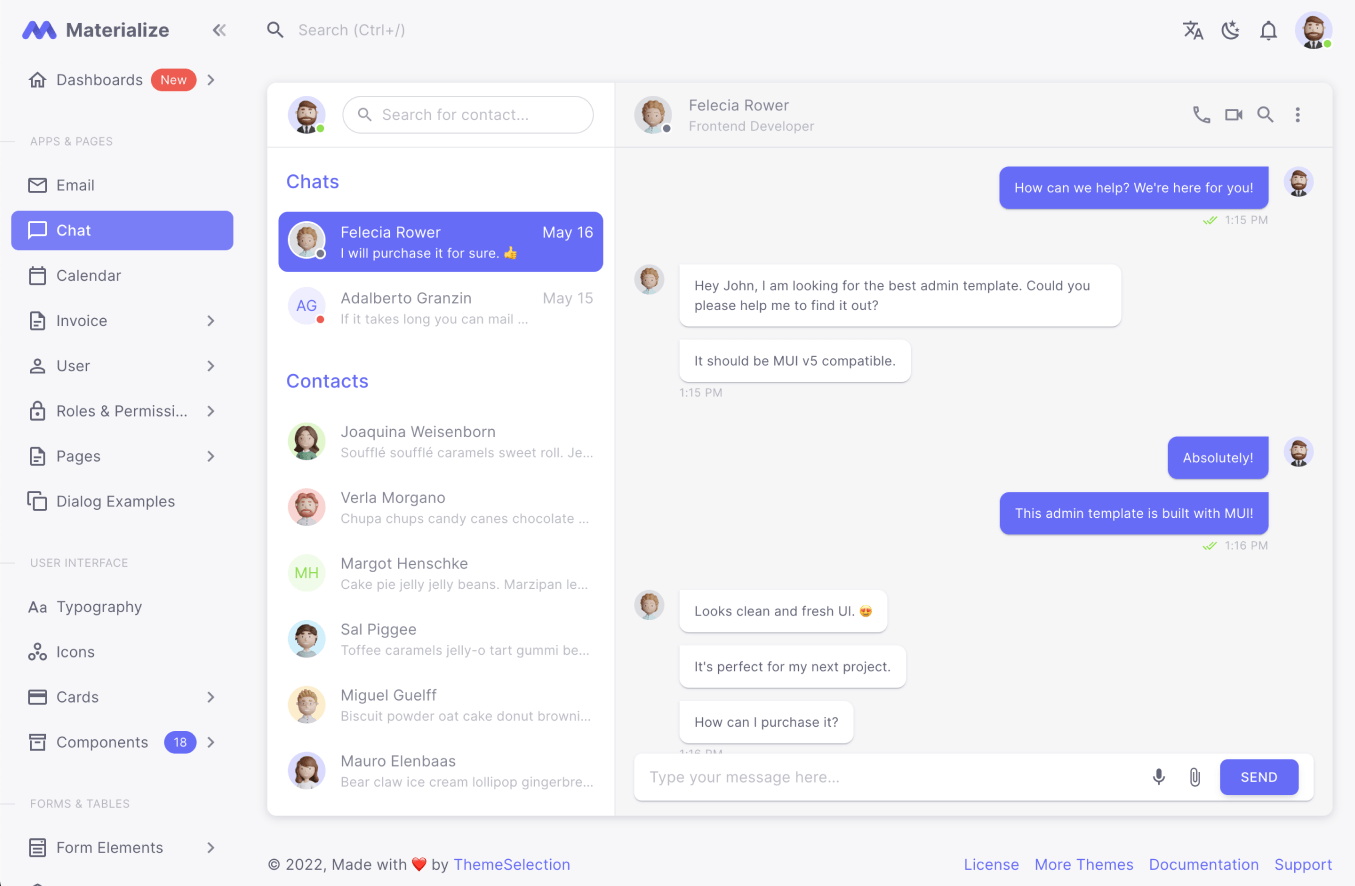 Materialize
Search (Ctrl+/)
Dashboards New
APPS & PAGES
Email
Chat
Calendar
Invoice
User
Roles & Permissi...
Pages
Dialog Examples
USER INTERFACE
Aa Typography
Icons
Cards
Components 18
FORMS & TABLES
Form Elements
Search for contact...
Chats
Felecia Rower May 16
I will purchase it for sure. 👍
AG
Adalberto Granzin May 15
If it takes long you can mail ...
Contacts
Joaquina Weisenborn
Soufflé soufflé caramels sweet roll. Je...
Verla Morgano
Chupa chups candy canes chocolate ...
MH
Margot Henschke
Cake pie jelly jelly beans. Marzipan le...
Sal Piggee
Toffee caramels jelly-o tart gummi be...
Miguel Guelff
Biscuit powder oat cake donut browni...
Mauro Elenbaas
Bear claw ice cream lollipop gingerbre...
Felecia Rower
Frontend Developer
How can we help? We're here for you!
1:15 PM
Hey John, I am looking for the best admin template. Could you
please help me to find it out?
It should be MUI v5 compatible.
1:15 PM
Absolutely!
This admin template is built with MUI!
1:16 PM
Looks clean and fresh UI. 😍
It's perfect for my next project.
How can I purchase it?
1:16 PM
Type your message here...
SEND
© 2022, Made with ❤️ by ThemeSelection
License More Themes Documentation Support